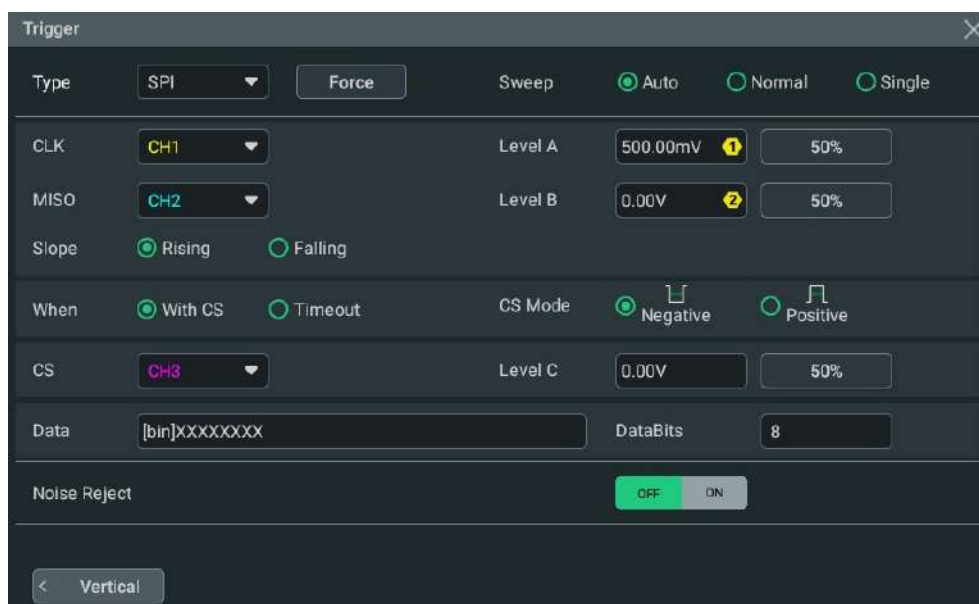 Trigger
Type SPI Force Sweep Auto Normal Single
CLK CH1 Level A 500.00mV 1 50%
MISO CH2 Level B 0.00V 2 50%
Slope Rising Falling
When With CS Timeout CS Mode Negative Positive
CS CH3 Level C 0.00V 50%
Data [bin]XXXXXXXX DataBits 8
Noise Reject OFF ON
< Vertical